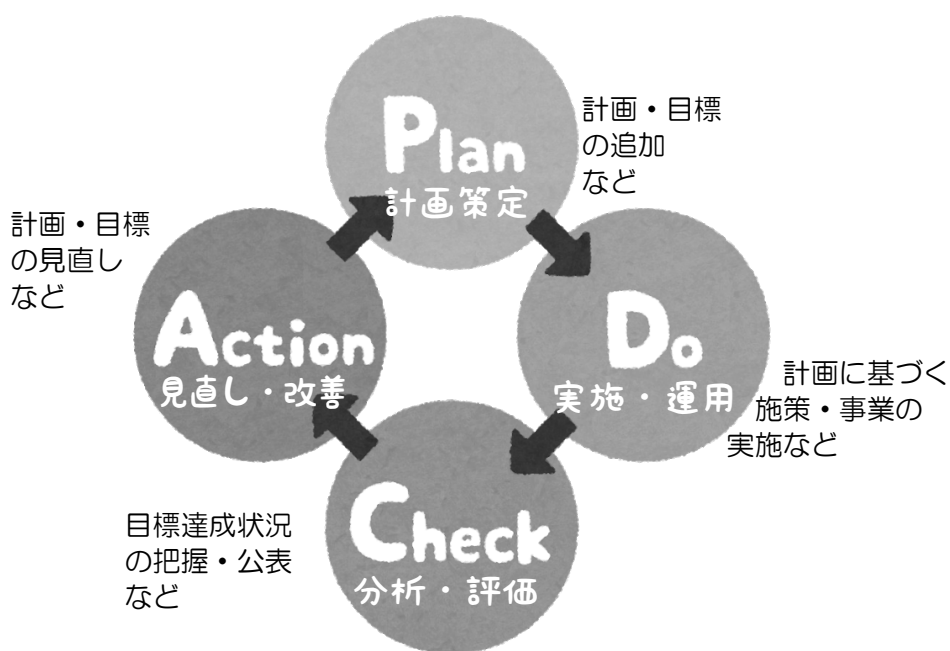 Plan
計画策定
計画・目標
の追加
など
Do
実施・運用
計画に基づく
施策・事業の
実施など
Check
分析・評価
目標達成状況
の把握・公表
など
Action
見直し・改善
計画・目標
の見直し
など